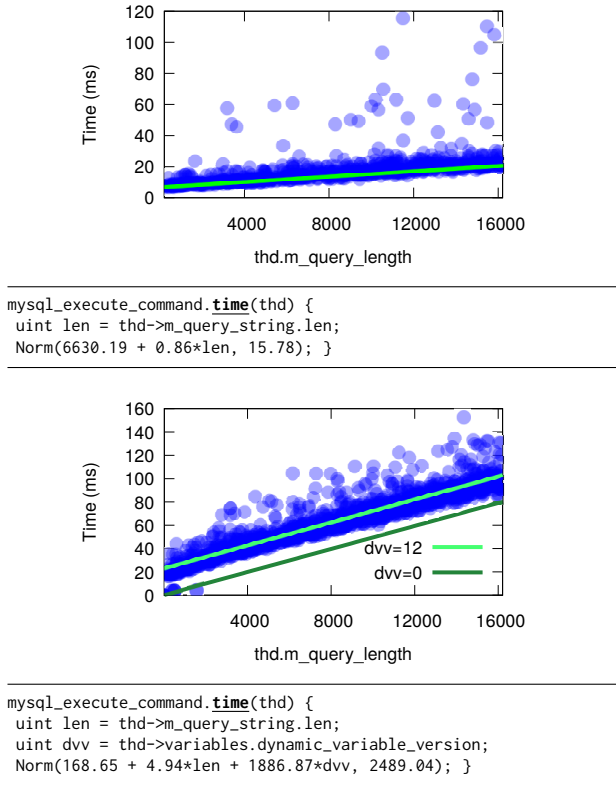 120
100
80
60
40
20
0
Time (ms)
4000 8000 12000 16000
thd.m_query_length
mysql_execute_command.time(thd) {
uint len = thd->m_query_string.len;
Norm(6630.19 + 0.86*len, 15.78); }
160
140
120
100
80
60
40
20
0
Time (ms)
dvv=12
dvv=0
4000 8000 12000 16000
thd.m_query_length
mysql_execute_command.time(thd) {
uint len = thd->m_query_string.len;
uint dvv = thd->variables.dynamic_variable_version;
Norm(168.65 + 4.94*len + 1886.87*dvv, 2489.04); }